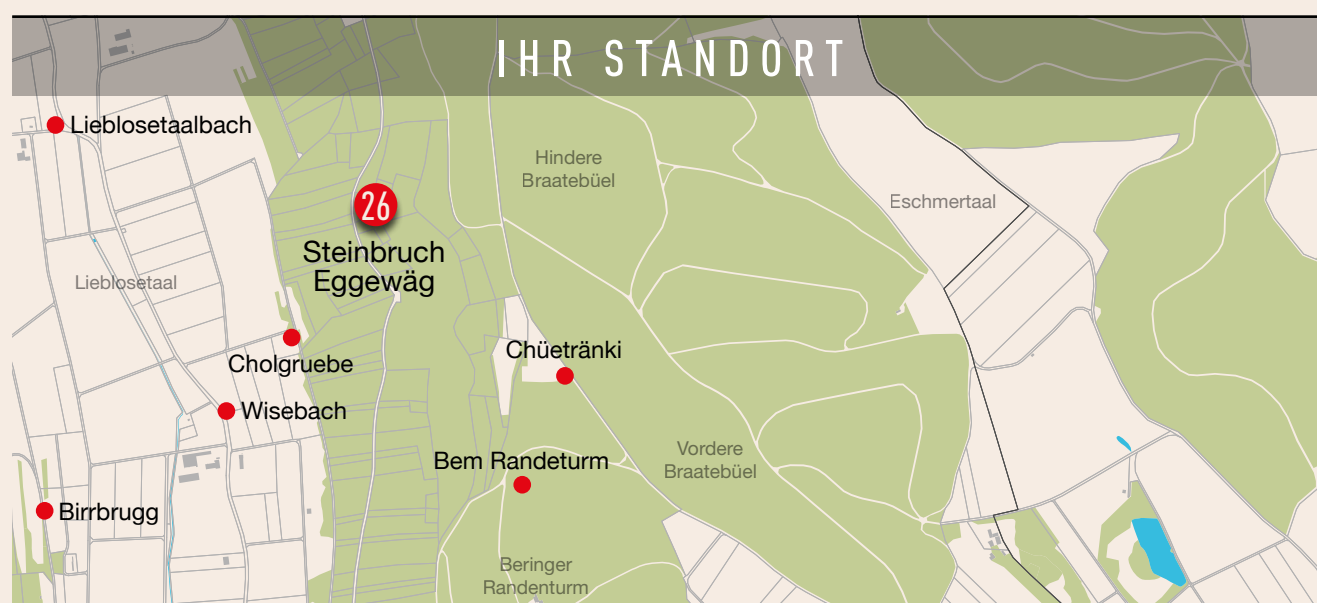 IHR STANDORT
Lieblosetaalbach
Hindere
Braatebüel
26
Eschmertaal
Steinbruch
Eggewäg
Lieblosetaal
Cholgruebe
Chüetränki
Wisebach
Bem Randeturm
Vordere
Braatebüel
Birrbrugg
Beringer
Randenturm